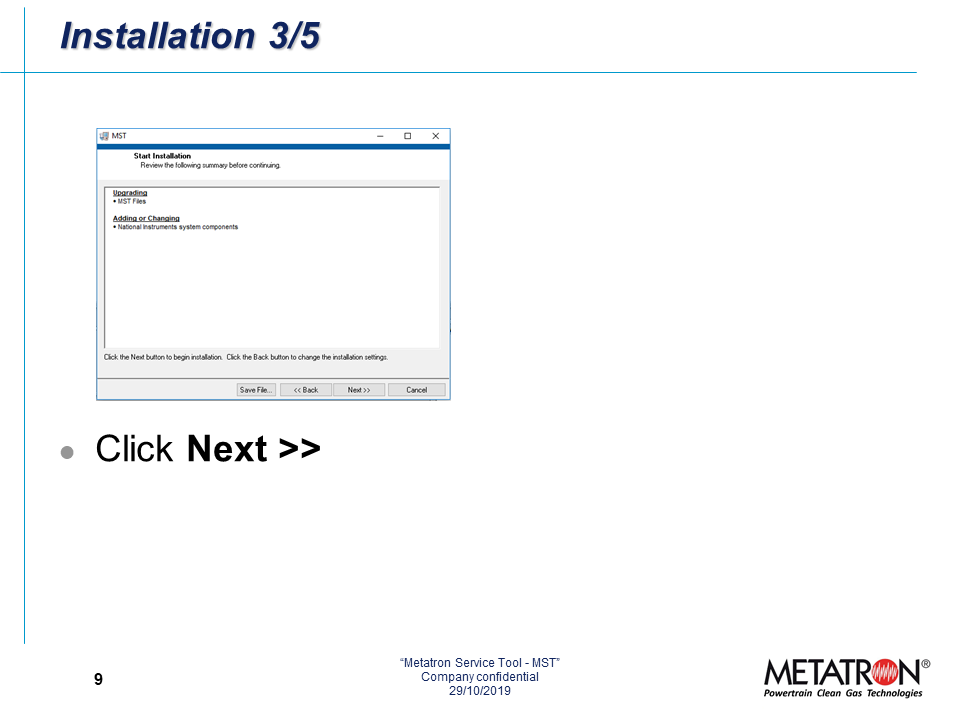 Installation 3/5
MST
Start Installation
Review the following summary before continuing.
Upgrading
• MST Files
Adding or Changing
• National Instruments system components
Click the Next button to begin installation. Click the Back button to change the installation settings.
Save File... << Back Next >> Cancel
● Click Next >>
9
“Metatron Service Tool - MST”
Company confidential
29/10/2019
METATRON®
Powertrain Clean Gas Technologies